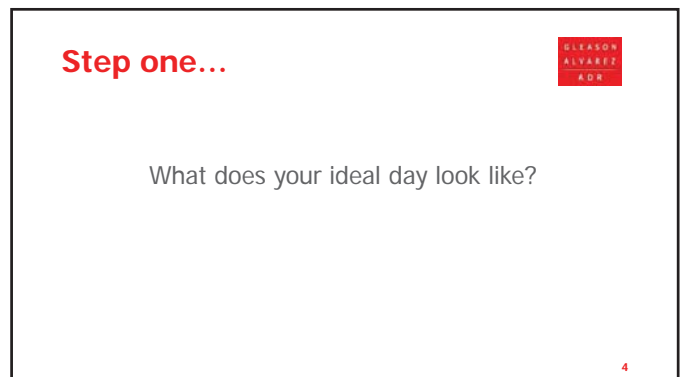 Step one…
GLEASON
ALVAREZ
ADR
What does your ideal day look like?
4